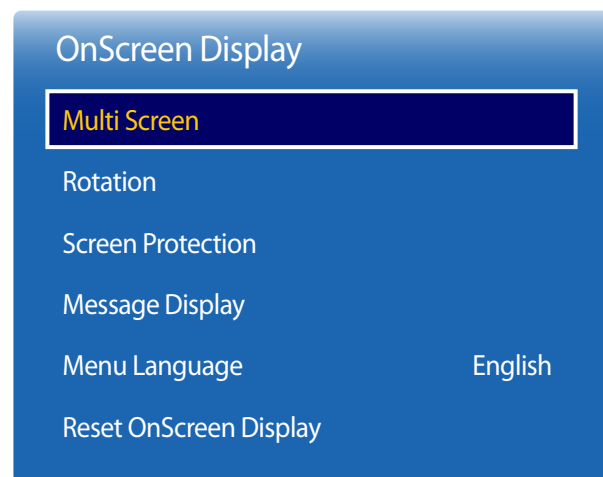 OnScreen Display
Multi Screen
Rotation
Screen Protection
Message Display
Menu Language English
Reset OnScreen Display